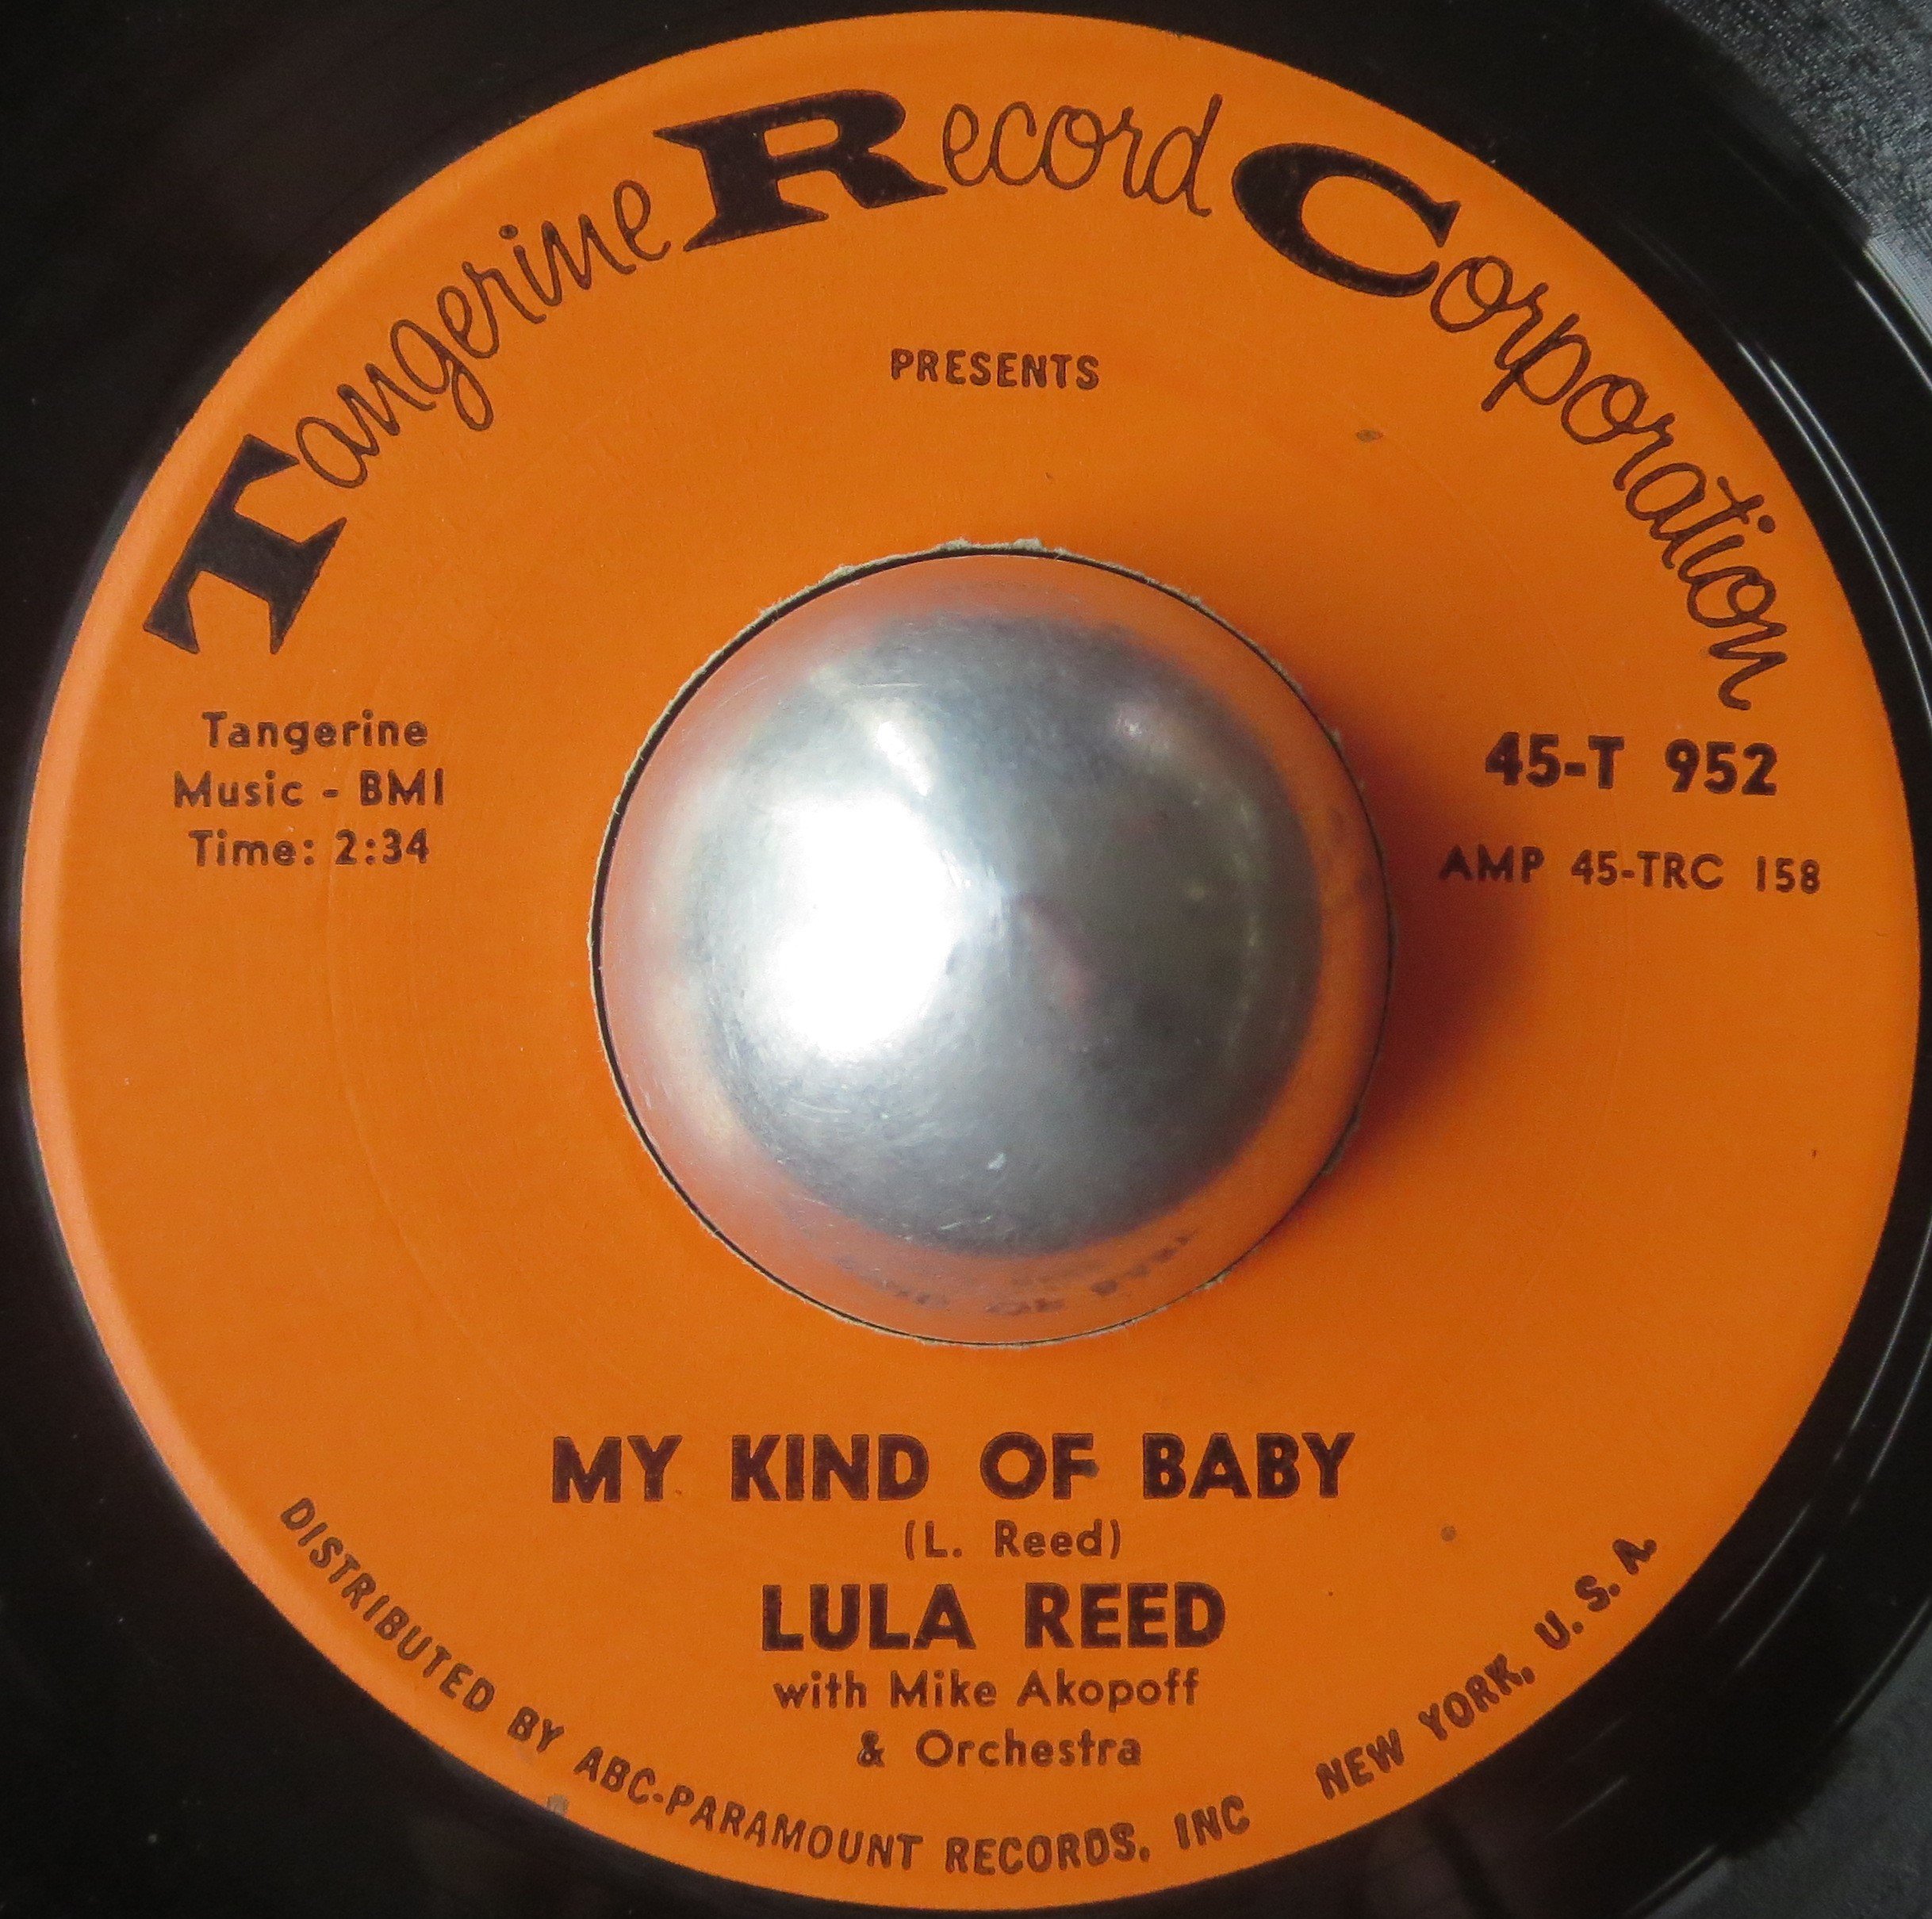 Tangerine Record Corporation
PRESENTS
Tangerine
Music - BMI
Time: 2:34
45-T 952
AMP 45-TRC 158
MY KIND OF BABY
(L. Reed)
LULA REED
with Mike Akopoff
& Orchestra
DISTRIBUTED BY ABC-PARAMOUNT RECORDS, INC NEW YORK, U.S.A.